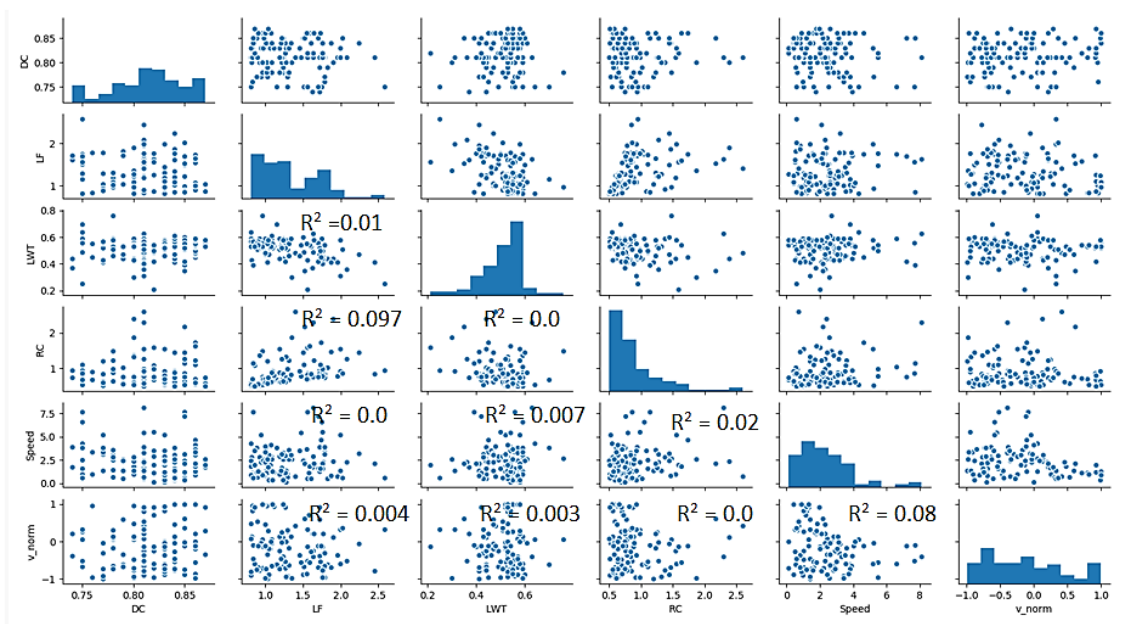 DC
0.85
0.80
0.75
LF
2
1
LWT
0.8
0.6
0.4
0.2
R² =0.01
RC
2
1
R² = 0.097
R² = 0.0
Speed
7.5
5.0
2.5
0.0
R² = 0.0
R² = 0.007
R² = 0.02
v_norm
1
0
−1
R² = 0.004
R² = 0.003
R² = 0.0
R² = 0.08
0.75 0.80 0.85
1.0 1.5 2.0 2.5
0.2 0.4 0.6
0.5 1.0 1.5 2.0 2.5
0 2 4 6 8
−1.0 −0.5 0.0 0.5 1.0
DC
LF
LWT
RC
Speed
v_norm